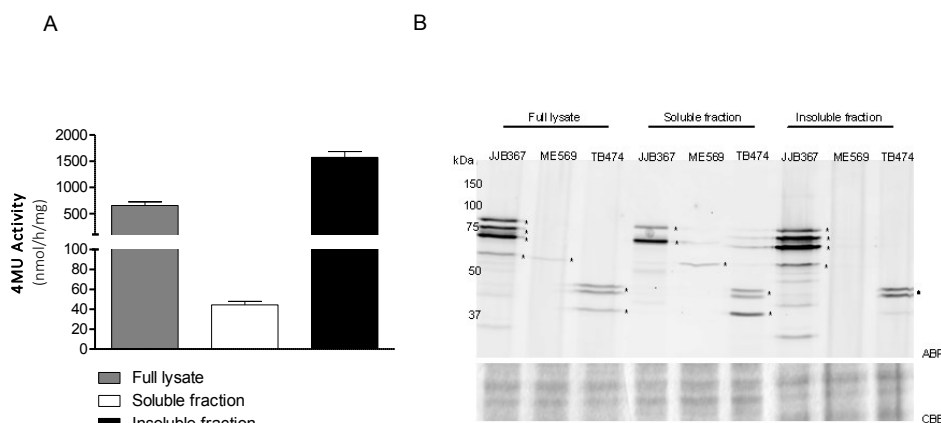 A
B
4MU Activity
(nmol/h/mg)
2000
1500
1000
500
100
80
60
40
20
0
Full lysate
Soluble fraction
Insoluble fraction
Full lysate Soluble fraction Insoluble fraction
kDa JJB367 ME569 TB474 JJB367 ME569 TB474 JJB367 ME569 TB474
150
100
75
50
37